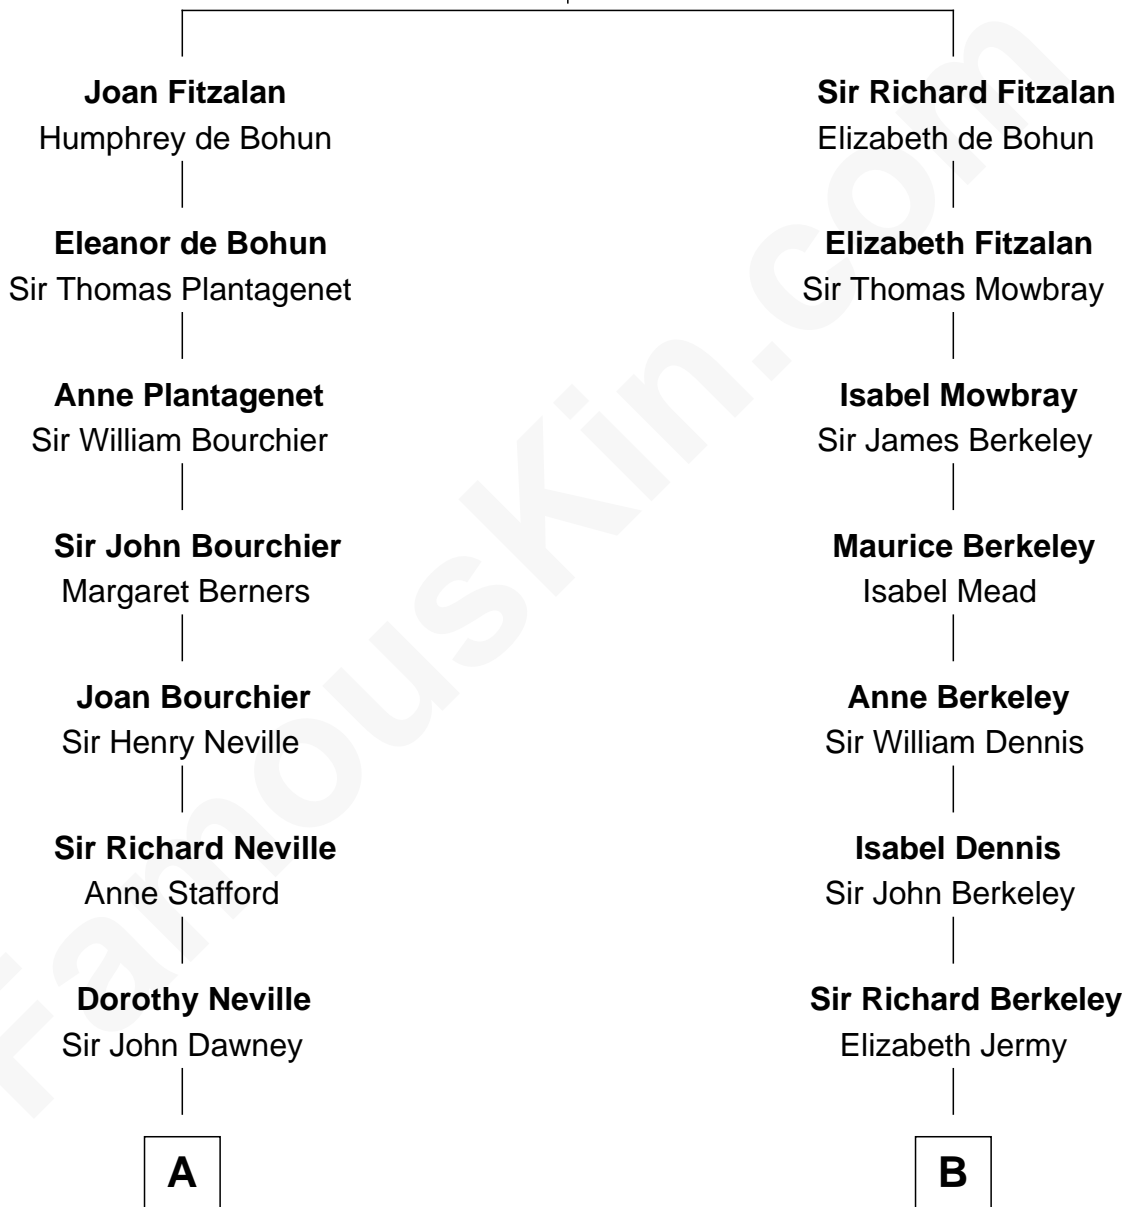 Joan Fitzalan
Humphrey de Bohun
Eleanor de Bohun
Sir Thomas Plantagenet
Anne Plantagenet
Sir William Bourchier
Sir John Bourchier
Margaret Berners
Joan Bourchier
Sir Henry Neville
Sir Richard Neville
Anne Stafford
Dorothy Neville
Sir John Dawney
A
Sir Richard Fitzalan
Elizabeth de Bohun
Elizabeth Fitzalan
Sir Thomas Mowbray
Isabel Mowbray
Sir James Berkeley
Maurice Berkeley
Isabel Mead
Anne Berkeley
Sir William Dennis
Isabel Dennis
Sir John Berkeley
Sir Richard Berkeley
Elizabeth Jermy
B
FamousKin.com